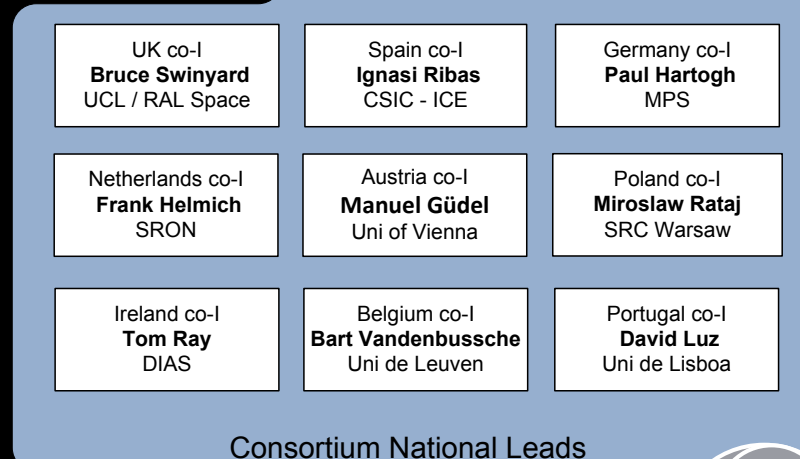 UK co-I
Bruce Swinyard
UCL / RAL Space
Spain co-I
Ignasi Ribas
CSIC - ICE
Germany co-I
Paul Hartogh
MPS
Netherlands co-I
Frank Helmich
SRON
Austria co-I
Manuel Güdel
Uni of Vienna
Poland co-I
Miroslaw Rataj
SRC Warsaw
Ireland co-I
Tom Ray
DIAS
Belgium co-I
Bart Vandenbussche
Uni de Leuven
Portugal co-I
David Luz
Uni de Lisboa
Consortium National Leads